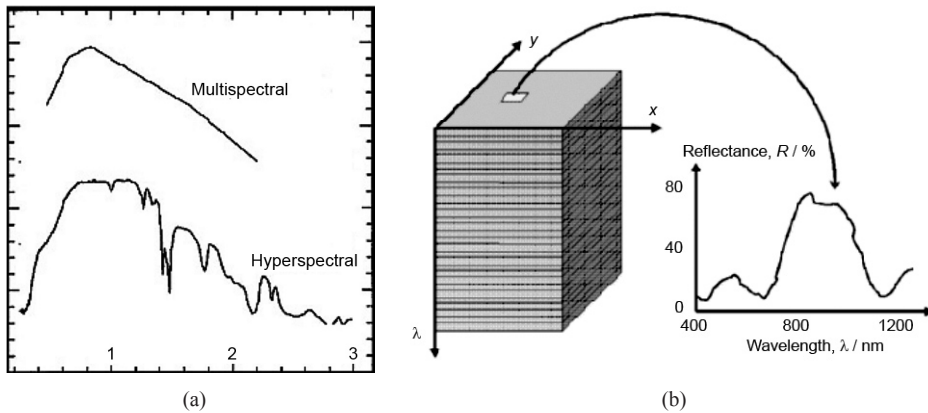 Multispectral
Hyperspectral
1 2 3
(a)
y
x
λ
Reflectance, R / %
80
40
0
400 800 1200
Wavelength, λ / nm
(b)